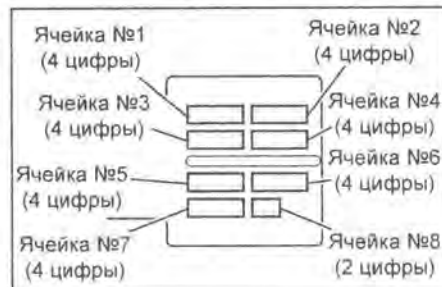 Ячейка №1
(4 цифры)
Ячейка №2
(4 цифры)
Ячейка №3
(4 цифры)
Ячейка №4
(4 цифры)
Ячейка №5
(4 цифры)
Ячейка №6
(4 цифры)
Ячейка №7
(4 цифры)
Ячейка №8
(2 цифры)